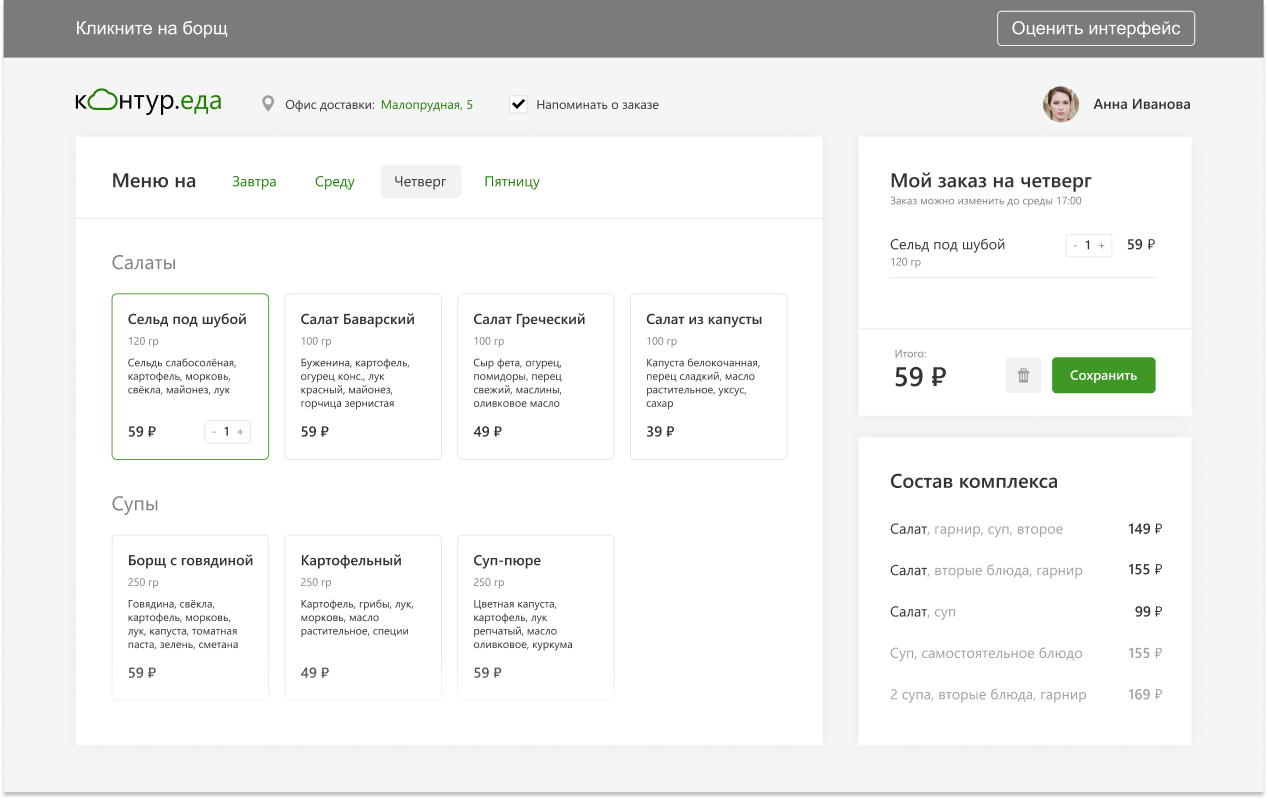 Кликните на борщ
Оценить интерфейс
контур.еда
Офис доставки: Малопрудная, 5
Напоминать о заказе
Анна Иванова
Меню на
Завтра
Среду
Четверг
Пятницу
Салаты
Сельд под шубой
120 гр
Сельдь слабосолёная,
картофель, морковь,
свёкла, майонез, лук
59 ₽
- 1 +
Салат Баварский
100 гр
Буженина, картофель,
огурец конс., лук
красный, майонез,
горчица зернистая
59 ₽
Салат Греческий
100 гр
Сыр фета, огурец,
помидоры, перец
свежий, маслины,
оливковое масло
49 ₽
Салат из капусты
100 гр
Капуста белокочанная,
перец сладкий, масло
растительное, уксус,
сахар
39 ₽
Супы
Борщ с говядиной
250 гр
Говядина, свёкла,
картофель, морковь,
лук, капуста, томатная
паста, зелень, сметана
59 ₽
Картофельный
250 гр
Картофель, грибы, лук,
морковь, масло
растительное, специи
49 ₽
Суп-пюре
250 гр
Цветная капуста,
картофель, лук
репчатый, масло
оливковое, куркума
59 ₽
Мой заказ на четверг
Заказ можно изменить до среды 17:00
Сельд под шубой
- 1 +
59 ₽
120 гр
Итого:
59 ₽
Сохранить
Состав комплекса
Салат, гарнир, суп, второе 149 ₽
Салат, вторые блюда, гарнир 155 ₽
Салат, суп 99 ₽
Суп, самостоятельное блюдо 155 ₽
2 супа, вторые блюда, гарнир 169 ₽